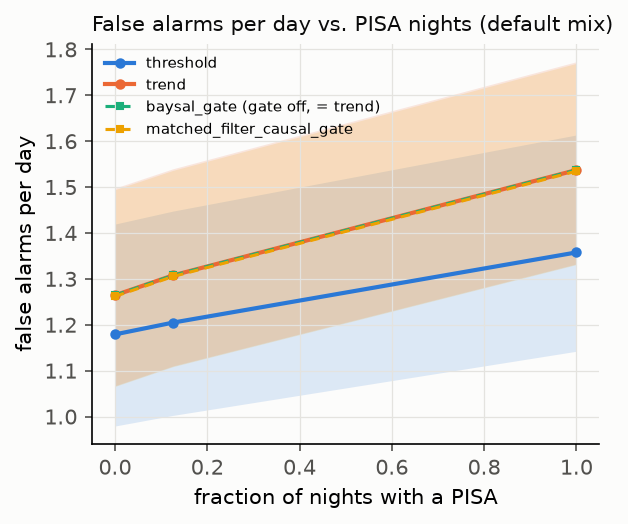 False alarms per day vs. PISA nights (default mix)
threshold
trend
baysal_gate (gate off, = trend)
matched_filter_causal_gate
false alarms per day
1.8
1.7
1.6
1.5
1.4
1.3
1.2
1.1
1.0
0.0 0.2 0.4 0.6 0.8 1.0
fraction of nights with a PISA